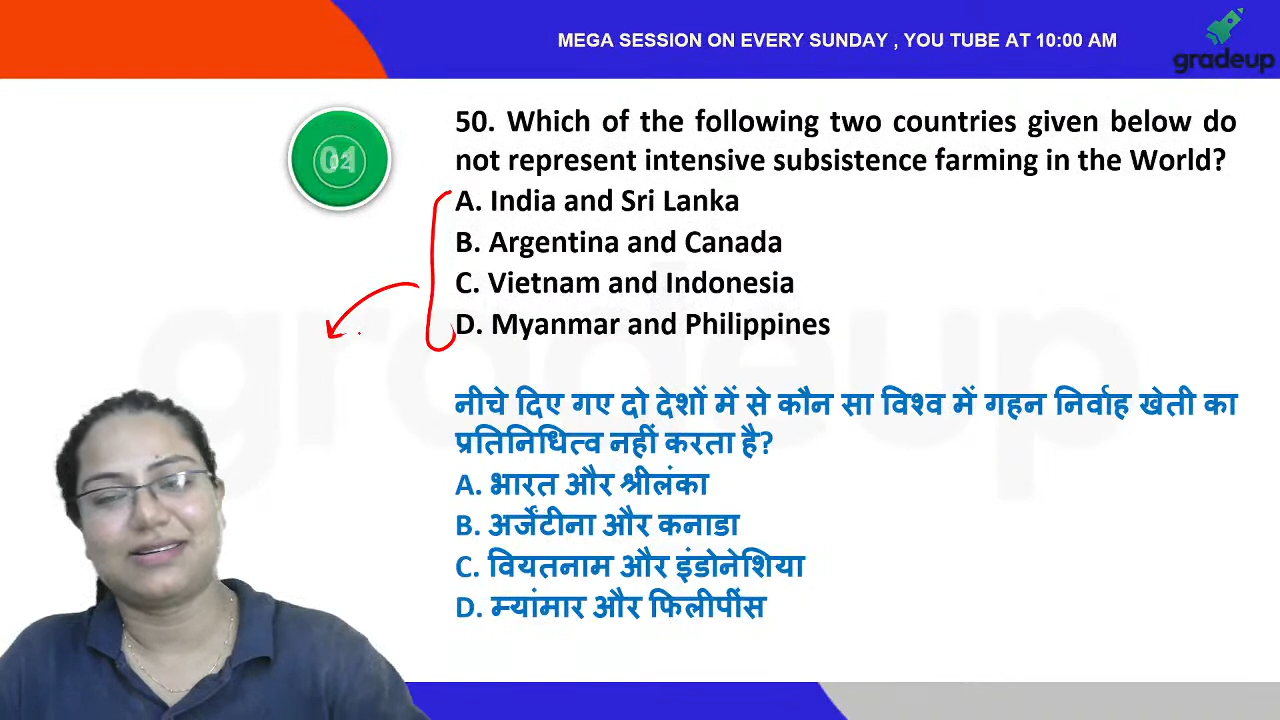 MEGA SESSION ON EVERY SUNDAY , YOU TUBE AT 10:00 AM
gradeup
50. Which of the following two countries given below do
not represent intensive subsistence farming in the World?
A. India and Sri Lanka
B. Argentina and Canada
C. Vietnam and Indonesia
D. Myanmar and Philippines
gradeup
नीचे दिए गए दो देशों में से कौन सा विश्व में गहन निर्वाह खेती का
प्रतिनिधित्व नहीं करता है?
A. भारत और श्रीलंका
B. अर्जेंटीना और कनाडा
C. वियतनाम और इंडोनेशिया
D. म्यांमार और फिलीपींस